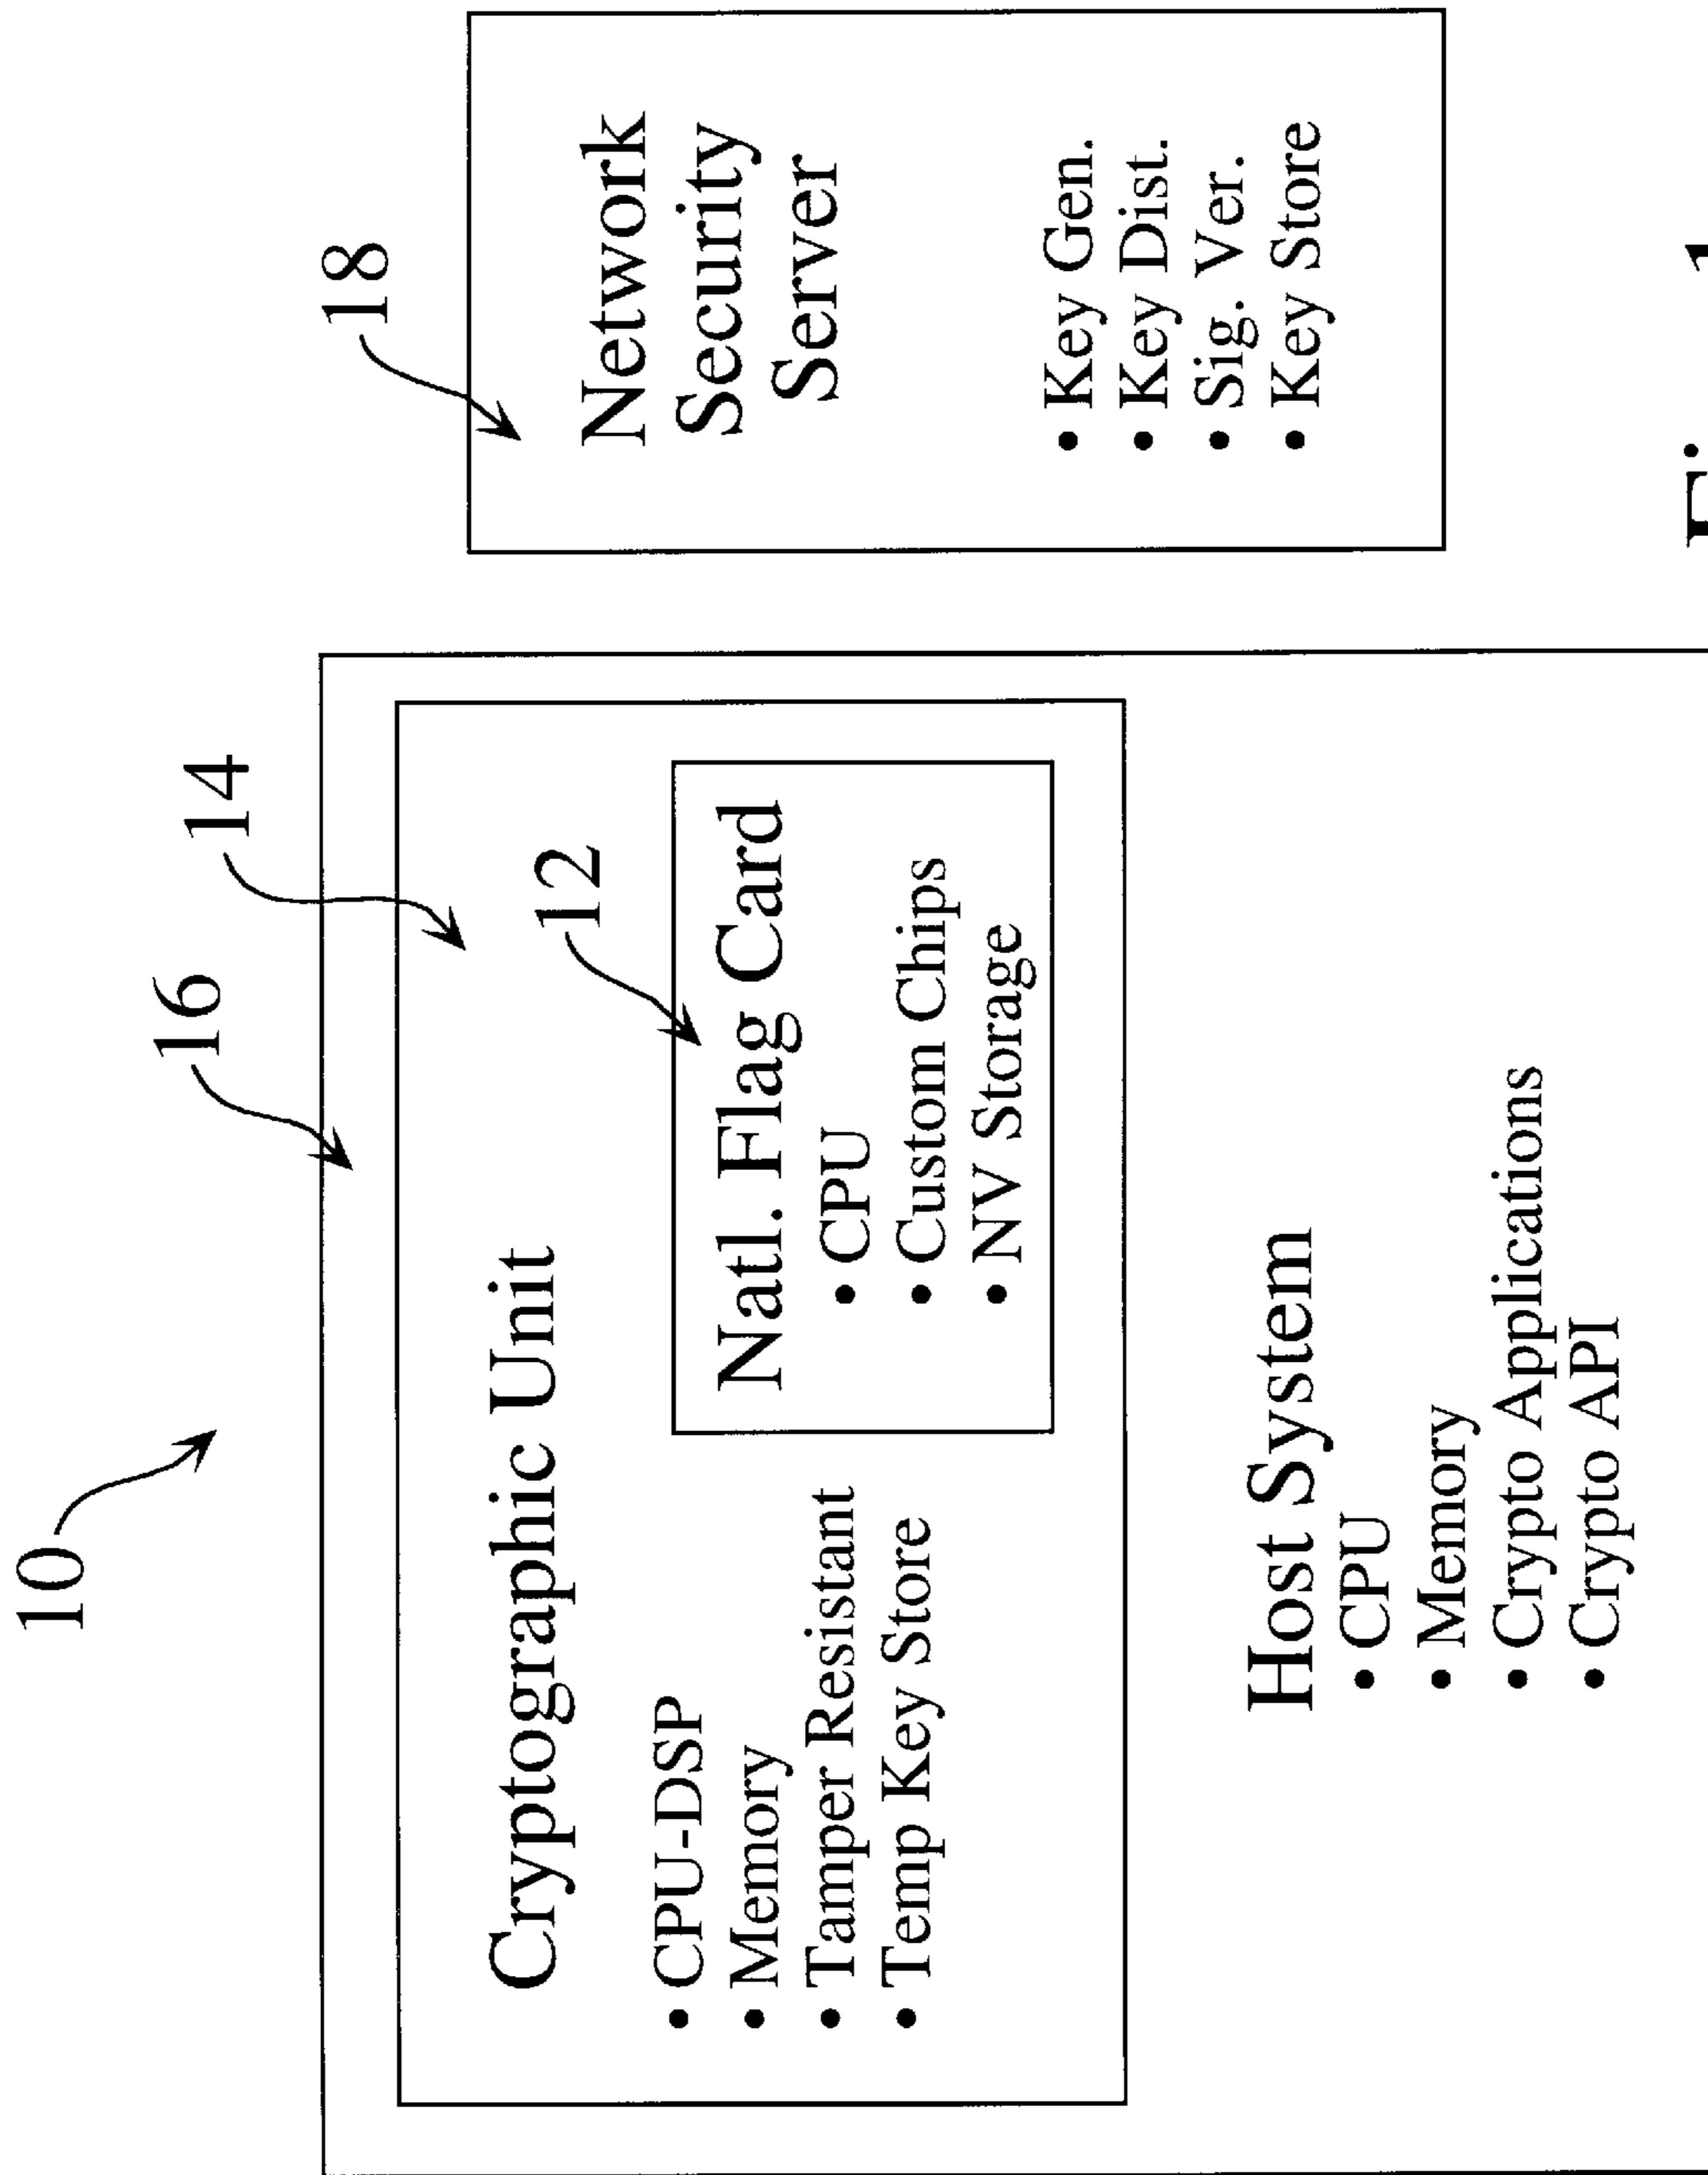 10
16
14
18
Cryptographic Unit
• CPU-DSP
• Memory
• Tamper Resistant
• Temp Key Store
12
Natl. Flag Card
• CPU
• Custom Chips
• NV Storage
Host System
• CPU
• Memory
• Crypto Applications
• Crypto API
Network
Security
Server
• Key Gen.
• Key Dist.
• Sig. Ver.
• Key Store